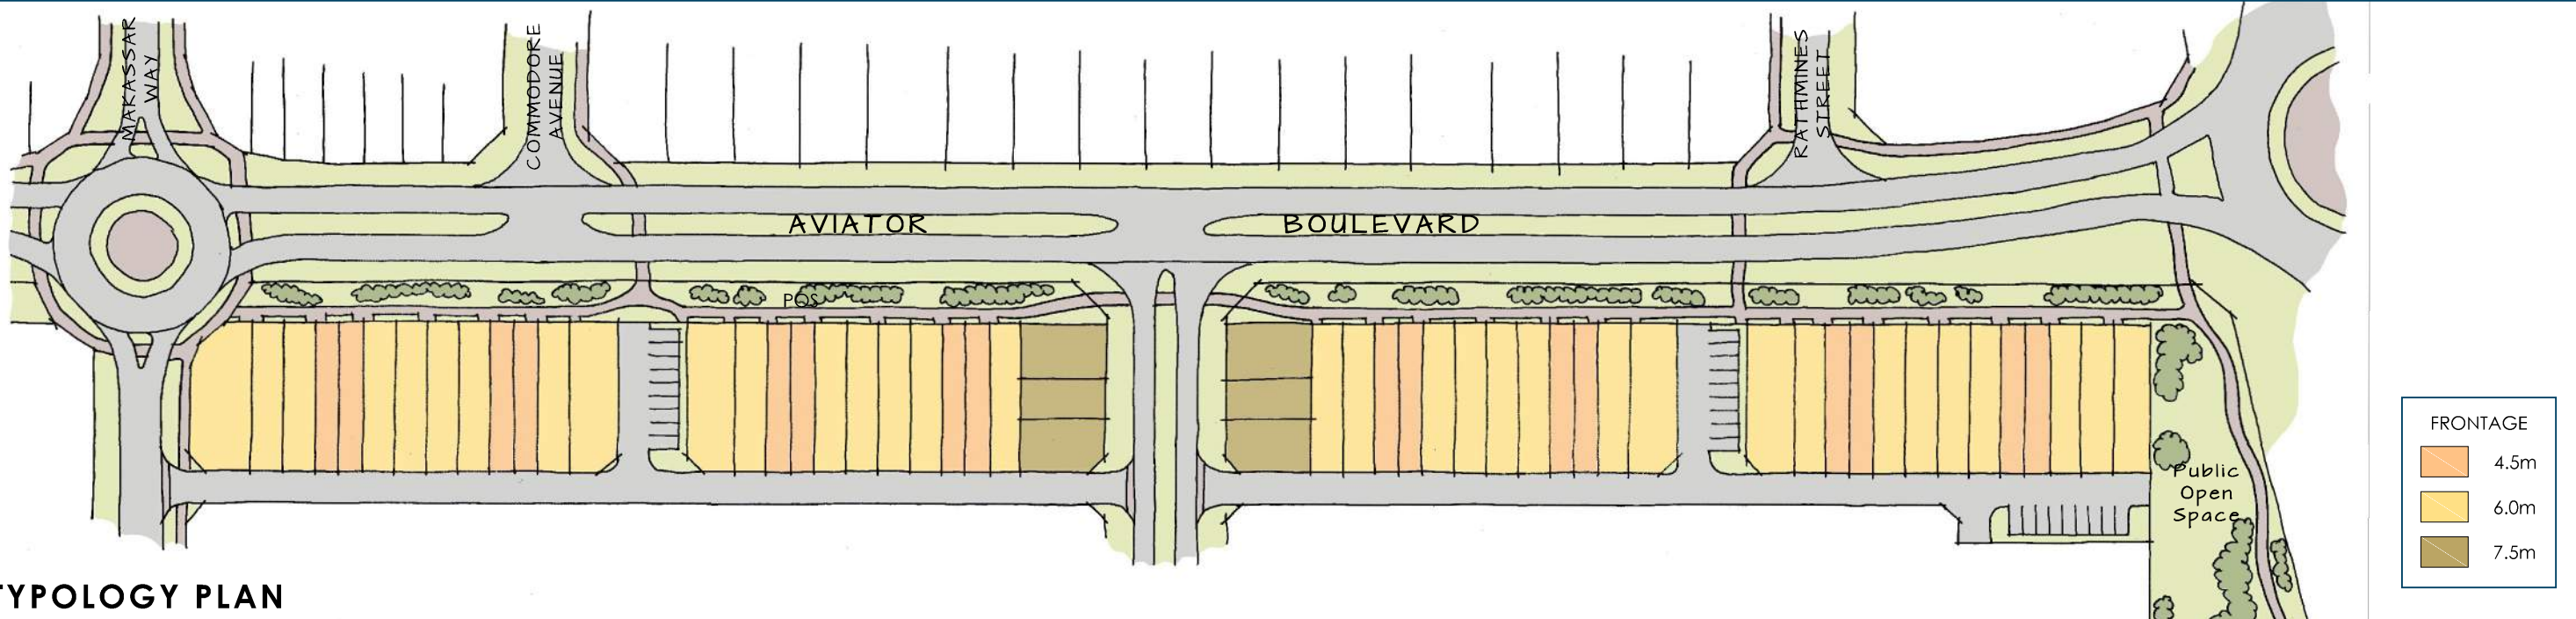 MAKASSAR
WAY
COMMODORE
AVENUE
RATHMINES
STREET
AVIATOR BOULEVARD
POS
Public
Open
Space
FRONTAGE
4.5m
6.0m
7.5m
TYPOLOGY PLAN